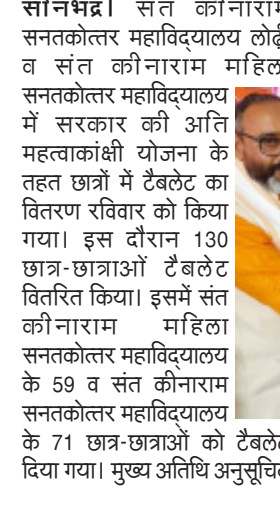 सोनभद्र। संत कीनाराम
सनतकोत्तर महाविद्यालय लोढ़ी
व संत कीनाराम महिला
सनतकोत्तर महाविद्यालय
में सरकार की अति
महत्वाकांक्षी योजना के
तहत छात्रों में टैबलेट का
वितरण रविवार को किया
गया। इस दौरान 130
छात्र-छात्राओं टैबलेट
वितरित किया। इसमें संत
कीनाराम महिला
सनतकोत्तर महाविद्यालय
के 59 व संत कीनाराम
सनतकोत्तर महाविद्यालय
के 71 छात्र-छात्राओं को टैबलेट
दिया गया। मुख्य अतिथि